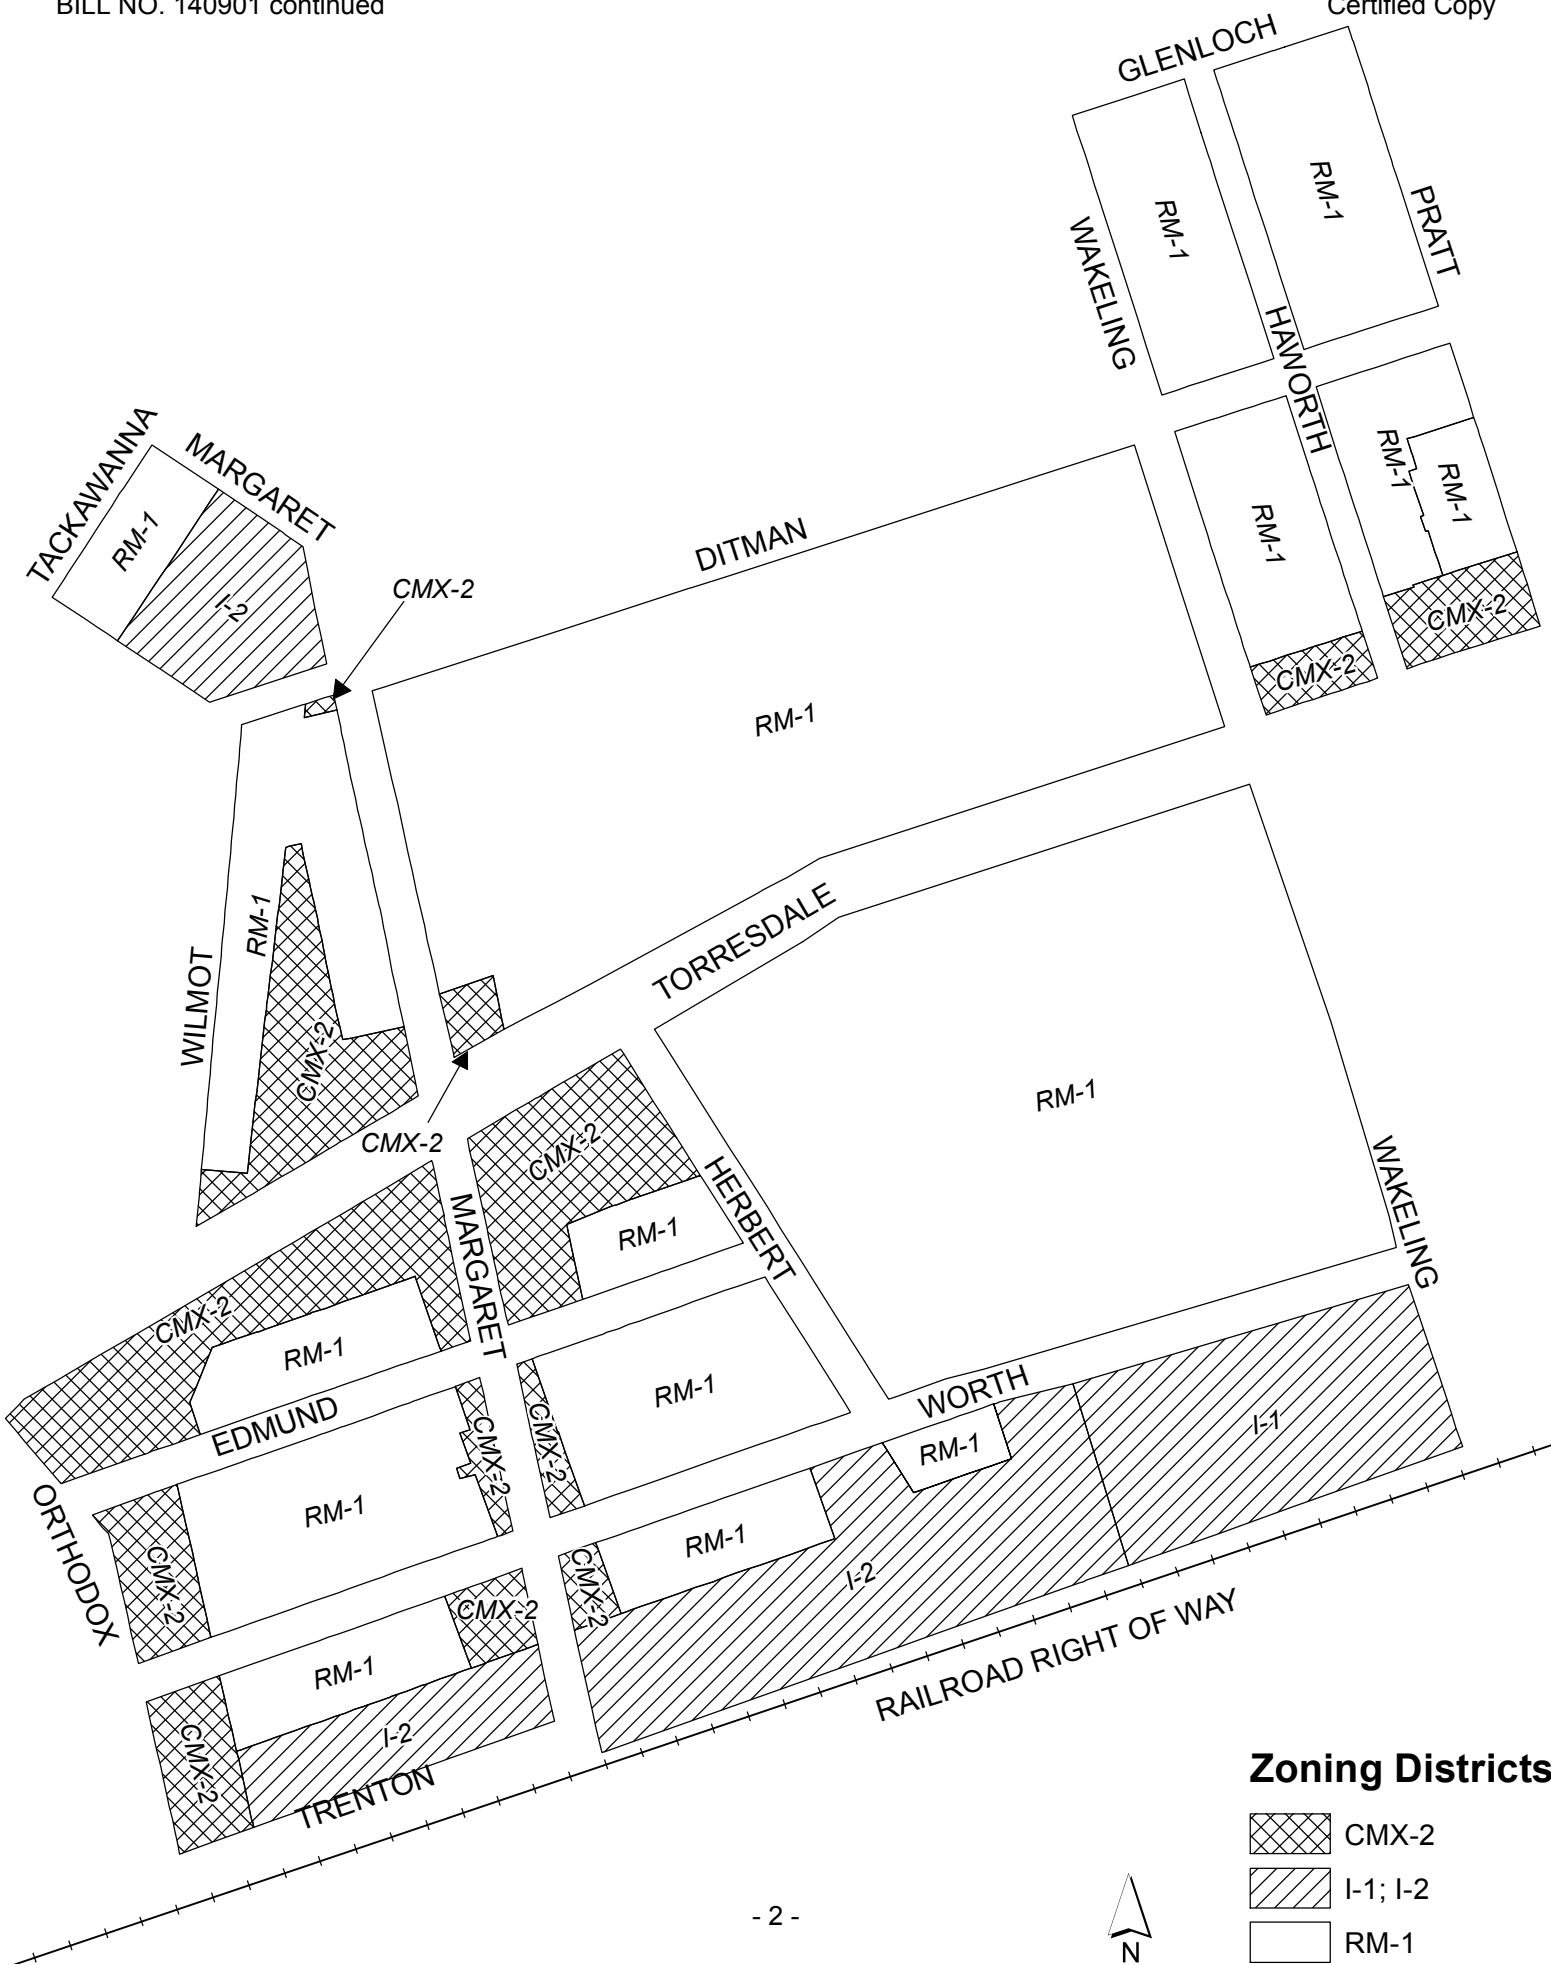 BILL NO. 140901 continued
Certified Copy
GLENLOCH
RM-1
RM-1
PRATT
WAKELING
HAWORTH
TACKAWANNA
MARGARET
RM-1
I-2
CMX-2
DITMAN
RM-1
RM-1
RM-1
RM-1
CMX-2
CMX-2
RM-1
WILMOT
CMX-2
TORRESDALE
CMX-2
CMX-2
RM-1
HERBERT
MARGARET
RM-1
WAKELING
CMX-2
RM-1
EDMUND
CMX-2
CMX-2
RM-1
WORTH
RM-1
I-1
ORTHODOX
RM-1
CMX-2
RM-1
CMX-2
I-2
CMX-2
RM-1
RAILROAD RIGHT OF WAY
CMX-2
I-2
TRENTON
Zoning Districts
CMX-2
I-1; I-2
RM-1
- 2 -
N